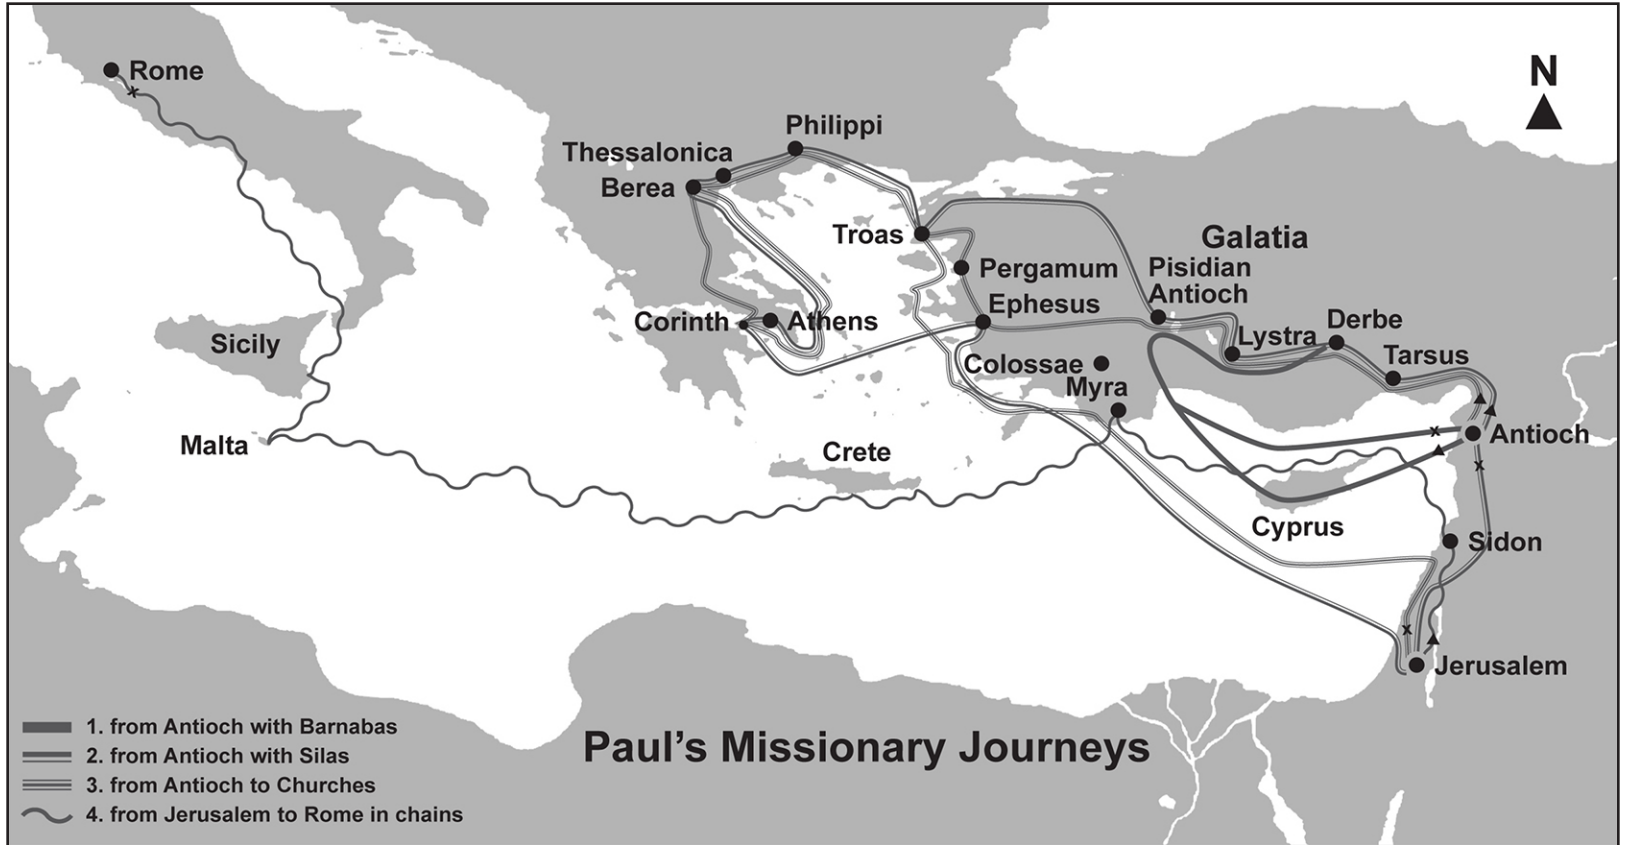 Rome
N
Philippi
Thessalonica
Berea
Troas
Galatia
Pergamum
Pisidian
Antioch
Ephesus
Corinth
Athens
Lystra
Derbe
Sicily
Tarsus
Colossae
Myra
Malta
Crete
Antioch
Cyprus
Sidon
Jerusalem
Paul's Missionary Journeys
1. from Antioch with Barnabas
2. from Antioch with Silas
3. from Antioch to Churches
4. from Jerusalem to Rome in chains